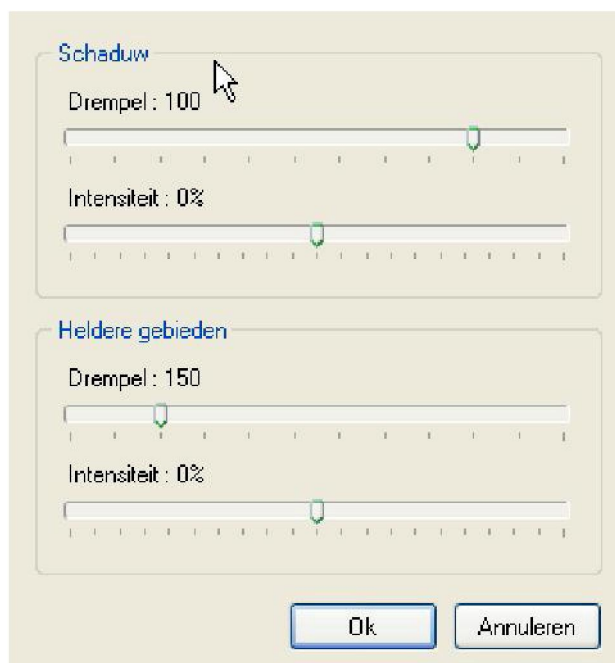 Schaduw
Drempel : 100
Intensiteit : 0%
Heldere gebieden
Drempel : 150
Intensiteit : 0%
Ok
Annuleren